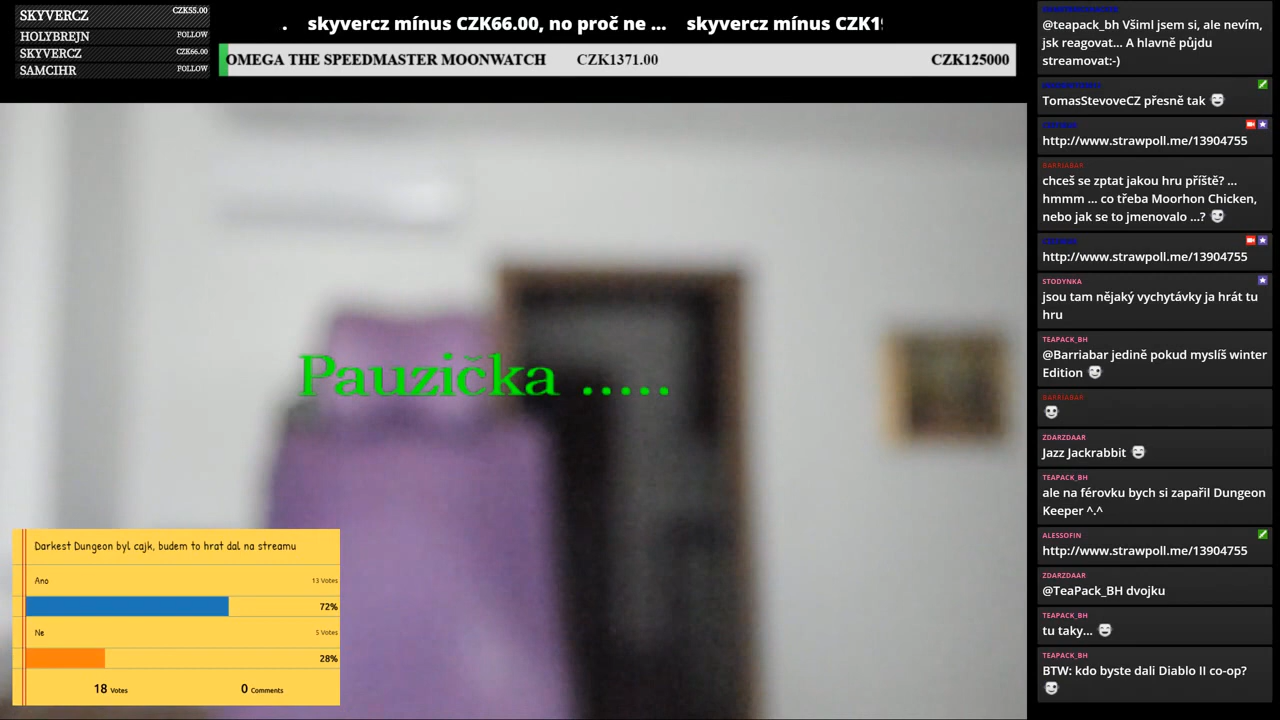 SKYVERCZ CZK55.00
HOLYBREJN FOLLOW
SKYVERCZ CZK66.00
SAMCIHR FOLLOW
. skyvercz mínus CZK66.00, no proč ne ... skyvercz mínus CZK19
OMEGA THE SPEEDMASTER MOONWATCH CZK1371.00 CZK125000
Pauzička .....
Darkest Dungeon byl cajk, budem to hrat dal na streamu
Ano 13 Votes
72%
Ne 5 Votes
28%
18 Votes 0 Comments
@teapack_bh Všiml jsem si, ale nevím,
jsk reagovat... A hlavně půjdu
streamovat:-)
TomasStevoveCZ přesně tak
http://www.strawpoll.me/13904755
BARRIABAR
chceš se zptat jakou hru příště? ...
hmmm ... co třeba Moorhon Chicken,
nebo jak se to jmenovalo ...?
http://www.strawpoll.me/13904755
STODYNKA
jsou tam nějaký vychytávky ja hrát tu
hru
TEAPACK_BH
@Barriabar jedině pokud myslíš winter
Edition
BARRIABAR
ZDARZDAAR
Jazz Jackrabbit
TEAPACK_BH
ale na férovku bych si zapařil Dungeon
Keeper ^.^
ALESSOFIN
http://www.strawpoll.me/13904755
ZDARZDAAR
@TeaPack_BH dvojku
TEAPACK_BH
tu taky...
TEAPACK_BH
BTW: kdo byste dali Diablo II co-op?